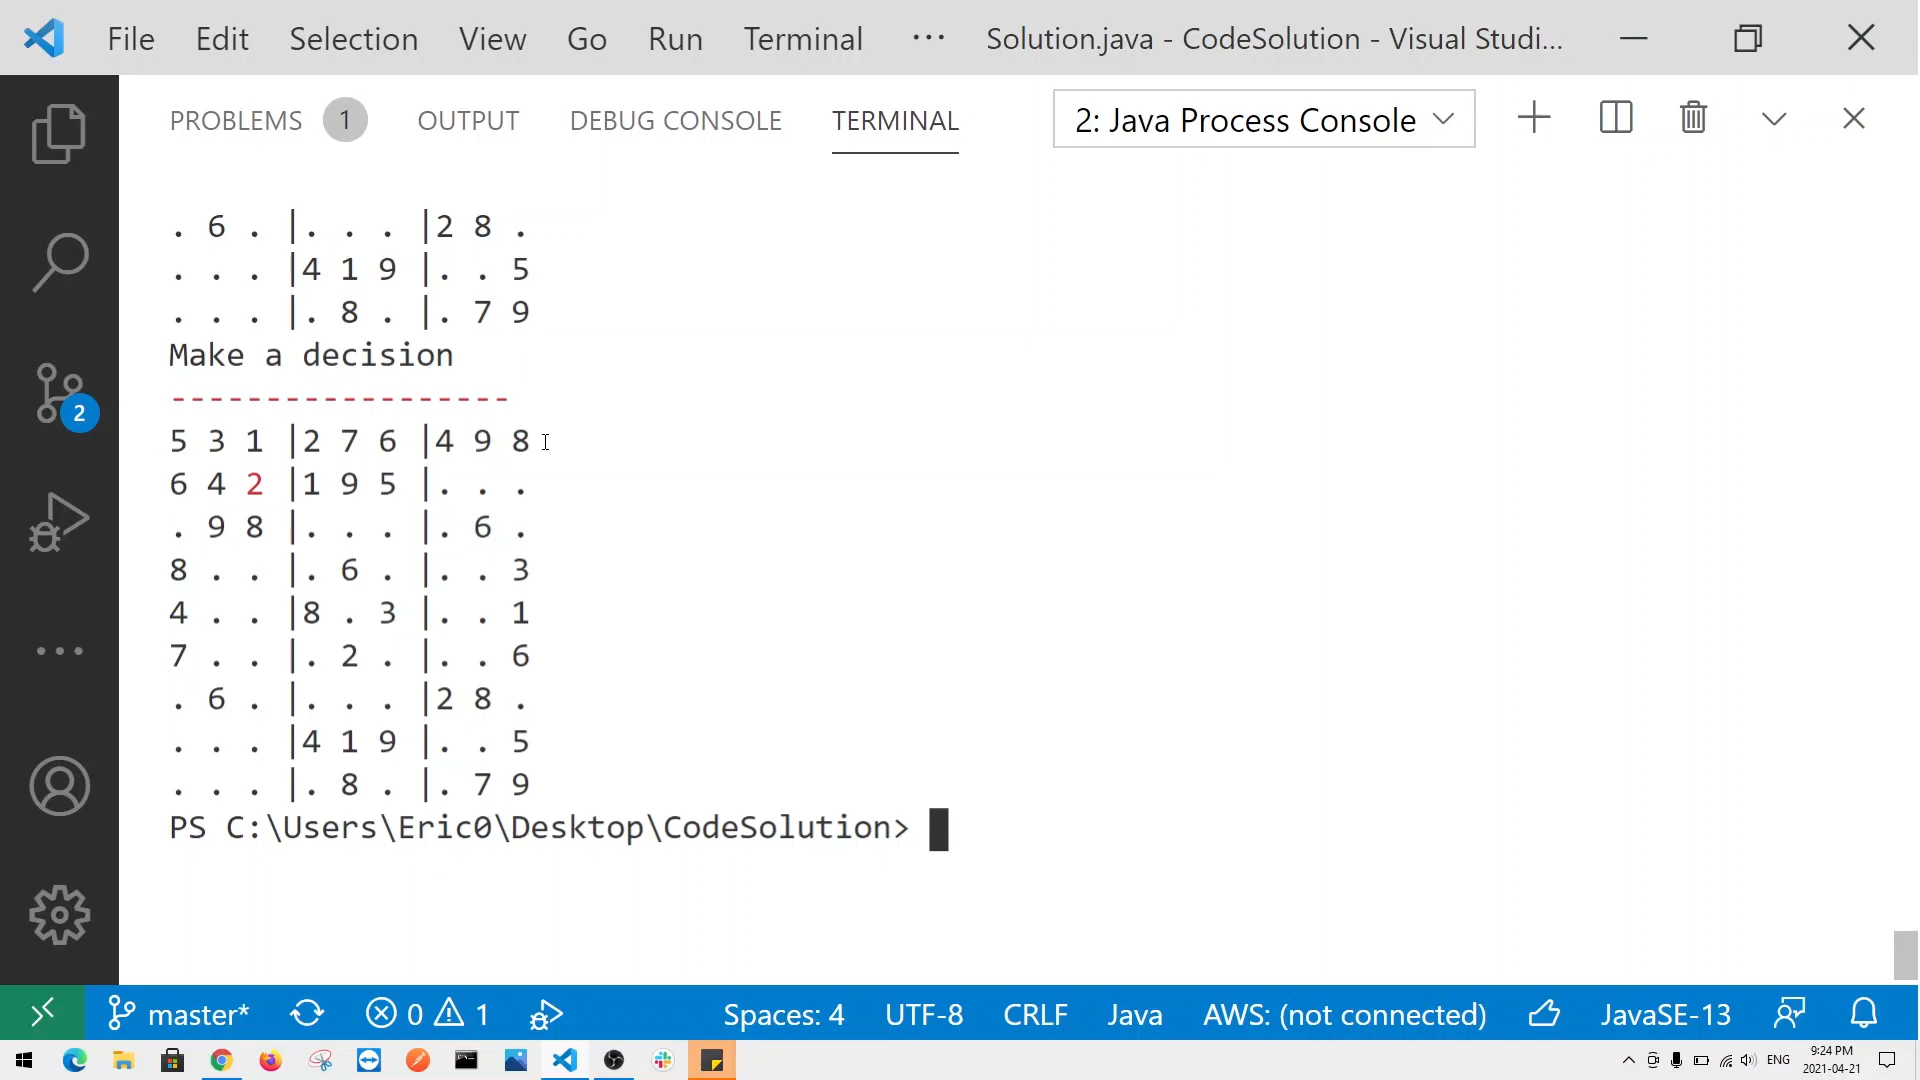 File Edit Selection View Go Run Terminal ··· Solution.java - CodeSolution - Visual Studi...
PROBLEMS 1 OUTPUT DEBUG CONSOLE TERMINAL 2: Java Process Console
. 6 . |. . . |2 8 .
. . . |4 1 9 |. . 5
. . . |. 8 . |. 7 9
Make a decision
------------------
5 3 1 |2 7 6 |4 9 8
6 4 2 |1 9 5 |. . .
. 9 8 |. . . |. 6 .
8 . . |. 6 . |. . 3
4 . . |8 . 3 |. . 1
7 . . |. 2 . |. . 6
. 6 . |. . . |2 8 .
. . . |4 1 9 |. . 5
. . . |. 8 . |. 7 9
PS C:\Users\Eric0\Desktop\CodeSolution>
2
master* 0 1 Spaces: 4 UTF-8 CRLF Java AWS: (not connected) JavaSE-13
ENG 9:24 PM
2021-04-21